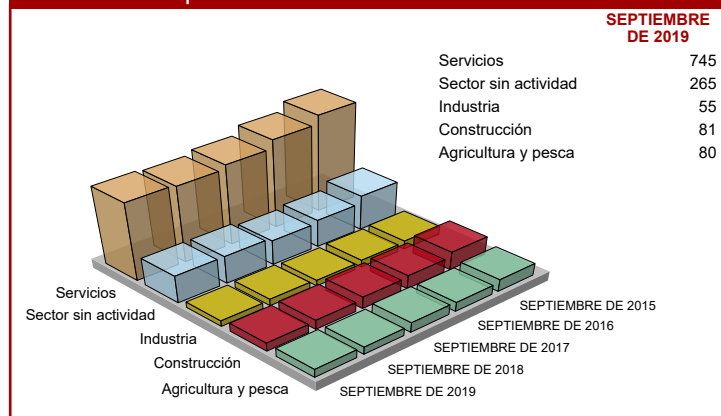 SEPTIEMBRE
DE 2019
Servicios 745
Sector sin actividad 265
Industria 55
Construcción 81
Agricultura y pesca 80
Servicios
Sector sin actividad
Industria
Construcción
Agricultura y pesca
SEPTIEMBRE DE 2015
SEPTIEMBRE DE 2016
SEPTIEMBRE DE 2017
SEPTIEMBRE DE 2018
SEPTIEMBRE DE 2019